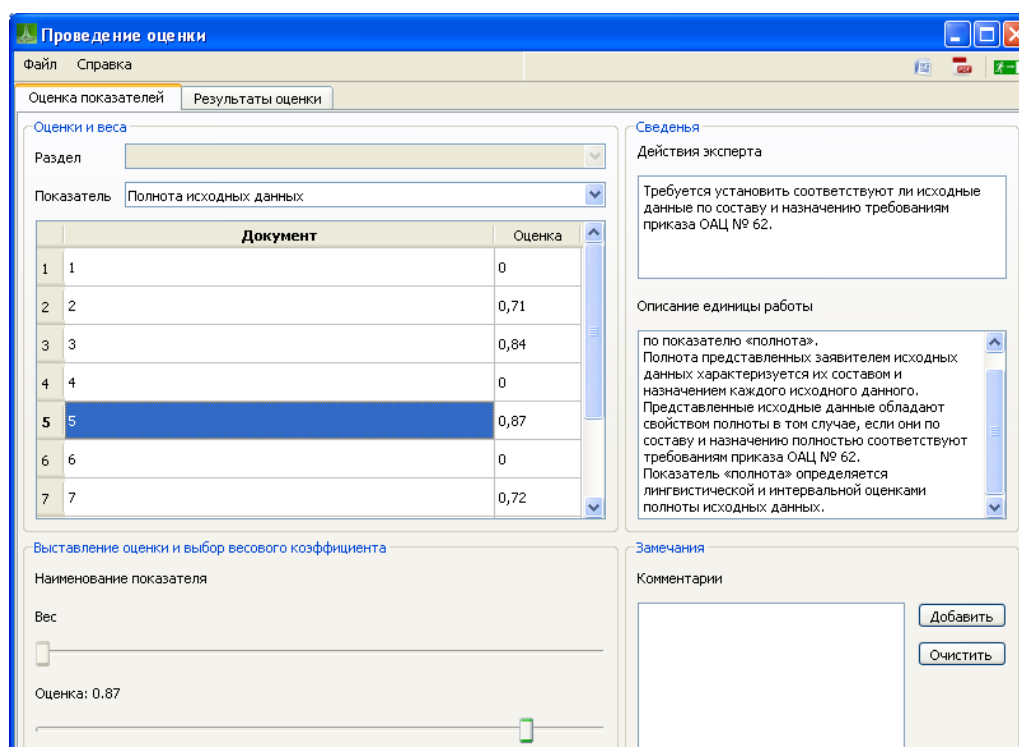 Проведение оценки
Файл Справка
Оценка показателей Результаты оценки
Оценки и веса
Раздел
Показатель Полнота исходных данных
Документ Оценка
1 1 0
2 2 0,71
3 3 0,84
4 4 0
5 5 0,87
6 6 0
7 7 0,72
Сведенья
Действия эксперта
Требуется установить соответствуют ли исходные
данные по составу и назначению требованиям
приказа ОАЦ № 62.
Описание единицы работы
по показателю «полнота».
Полнота представленных заявителем исходных
данных характеризуется их составом и
назначением каждого исходного данного.
Представленные исходные данные обладают
свойством полноты в том случае, если они по
составу и назначению полностью соответствуют
требованиям приказа ОАЦ № 62.
Показатель «полнота» определяется
лингвистической и интервальной оценками
полноты исходных данных.
Выставление оценки и выбор весового коэффициента
Наименование показателя
Вес
Оценка: 0.87
Замечания
Комментарии
Добавить
Очистить